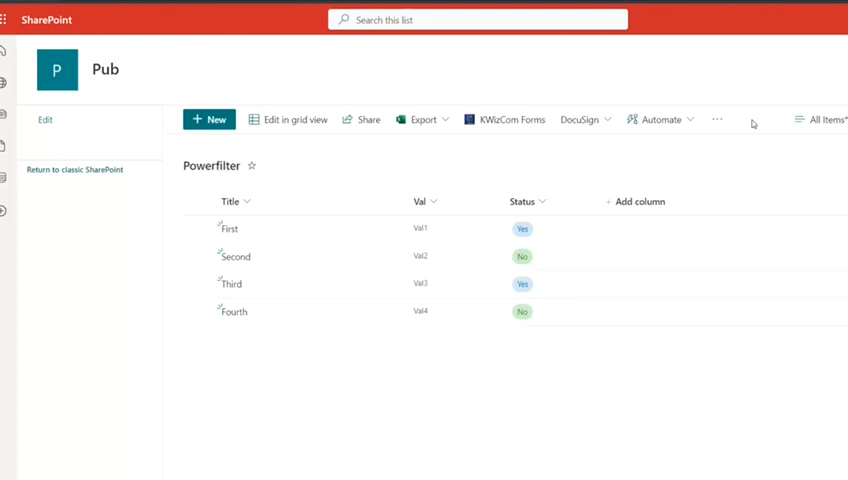 SharePoint
Search this list
P
Pub
Edit
Return to classic SharePoint
+ New
Edit in grid view
Share
Export
KWizCom Forms
DocuSign
Automate
···
All Items*
Powerfilter
Title
Val
Status
+ Add column
First
Val1
Yes
Second
Val2
No
Third
Val3
Yes
Fourth
Val4
No